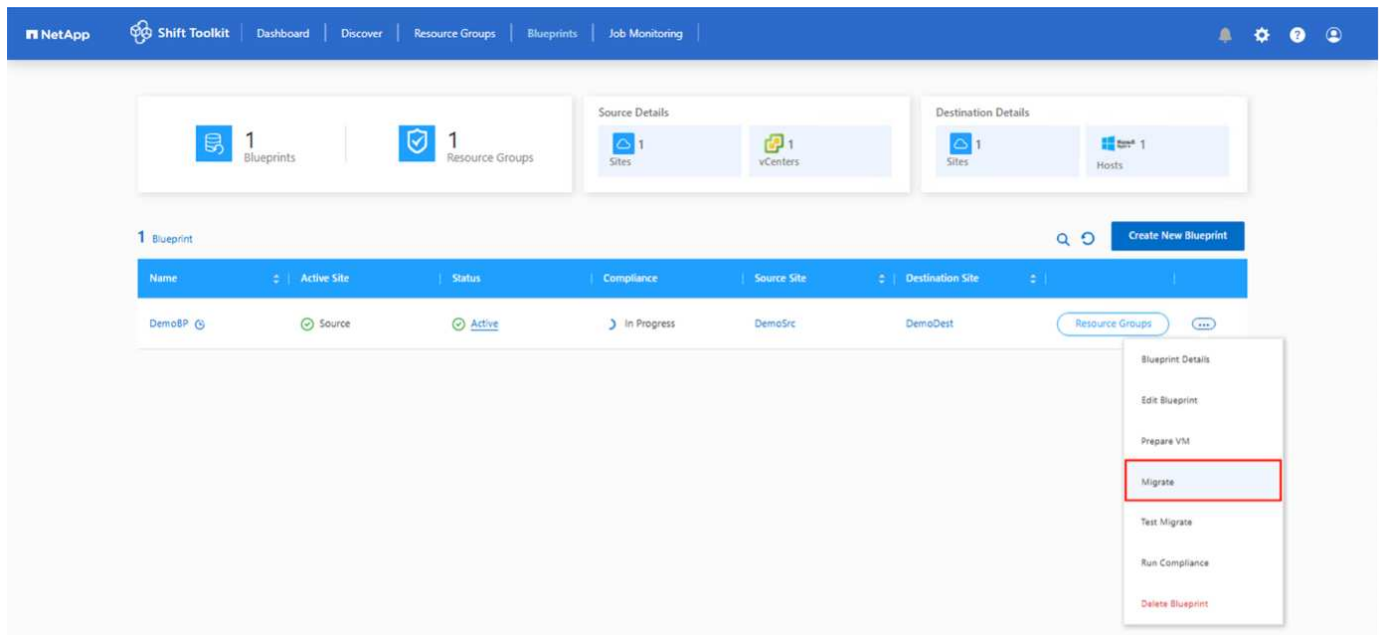 NetApp
Shift Toolkit
Dashboard
Discover
Resource Groups
Blueprints
Job Monitoring
1
Blueprints
1
Resource Groups
Source Details
1
Sites
1
vCenters
Destination Details
1
Sites
1
Hosts
1 Blueprint
Create New Blueprint
Name
Active Site
Status
Compliance
Source Site
Destination Site
DemoBP
Source
Active
In Progress
DemoSrc
DemoDest
Resource Groups
...
Blueprint Details
Edit Blueprint
Prepare VM
Migrate
Test Migrate
Run Compliance
Delete Blueprint